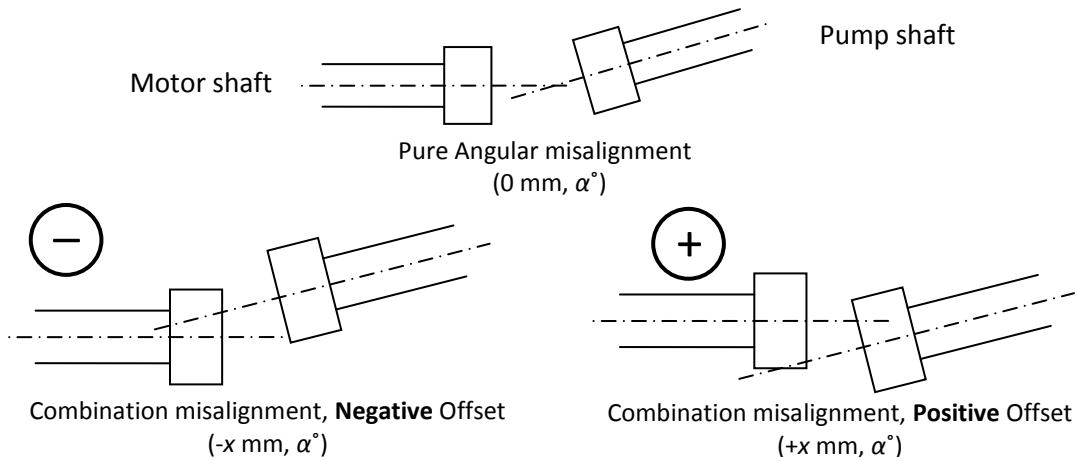 Motor shaft
Pump shaft
Pure Angular misalignment
(0 mm, α˚)
−
+
Combination misalignment, Negative Offset
(-x mm, α˚)
Combination misalignment, Positive Offset
(+x mm, α˚)